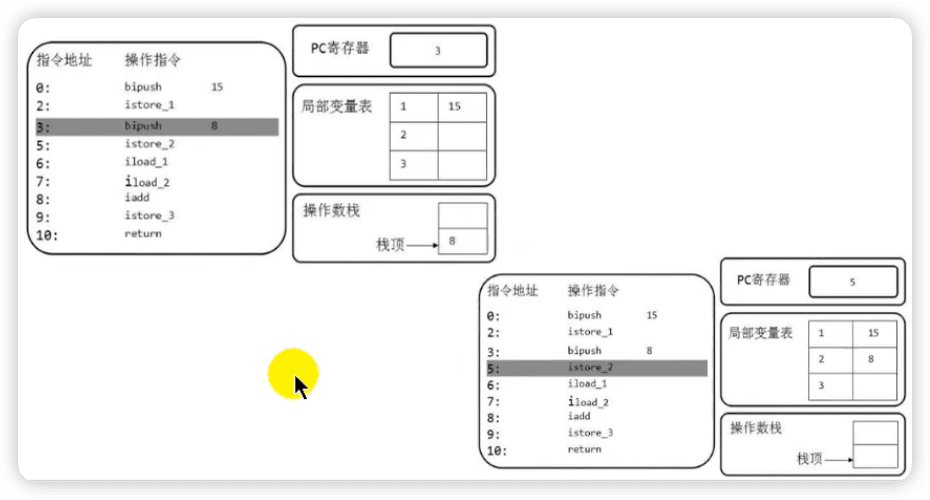 指令地址 操作指令
0: bipush 15
2: istore_1
3: bipush 8
5: istore_2
6: iload_1
7: iload_2
8: iadd
9: istore_3
10: return
PC寄存器 3
局部变量表 1 15
2
3
操作数栈
栈顶 8
指令地址 操作指令
0: bipush 15
2: istore_1
3: bipush 8
5: istore_2
6: iload_1
7: iload_2
8: iadd
9: istore_3
10: return
PC寄存器 5
局部变量表 1 15
2 8
3
操作数栈
栈顶